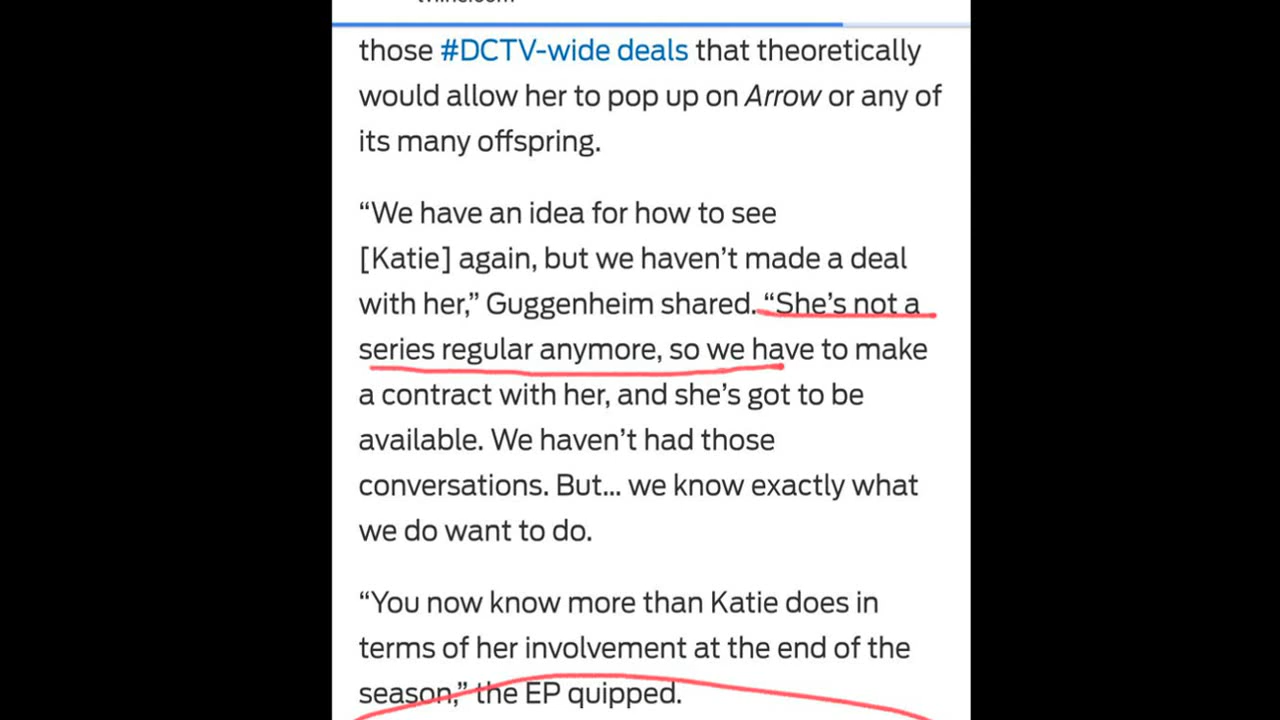 those #DCTV-wide deals that theoretically
would allow her to pop up on Arrow or any of
its many offspring.
“We have an idea for how to see
[Katie] again, but we haven’t made a deal
with her,” Guggenheim shared. “She’s not a
series regular anymore, so we have to make
a contract with her, and she’s got to be
available. We haven’t had those
conversations. But... we know exactly what
we do want to do.
“You now know more than Katie does in
terms of her involvement at the end of the
season,” the EP quipped.